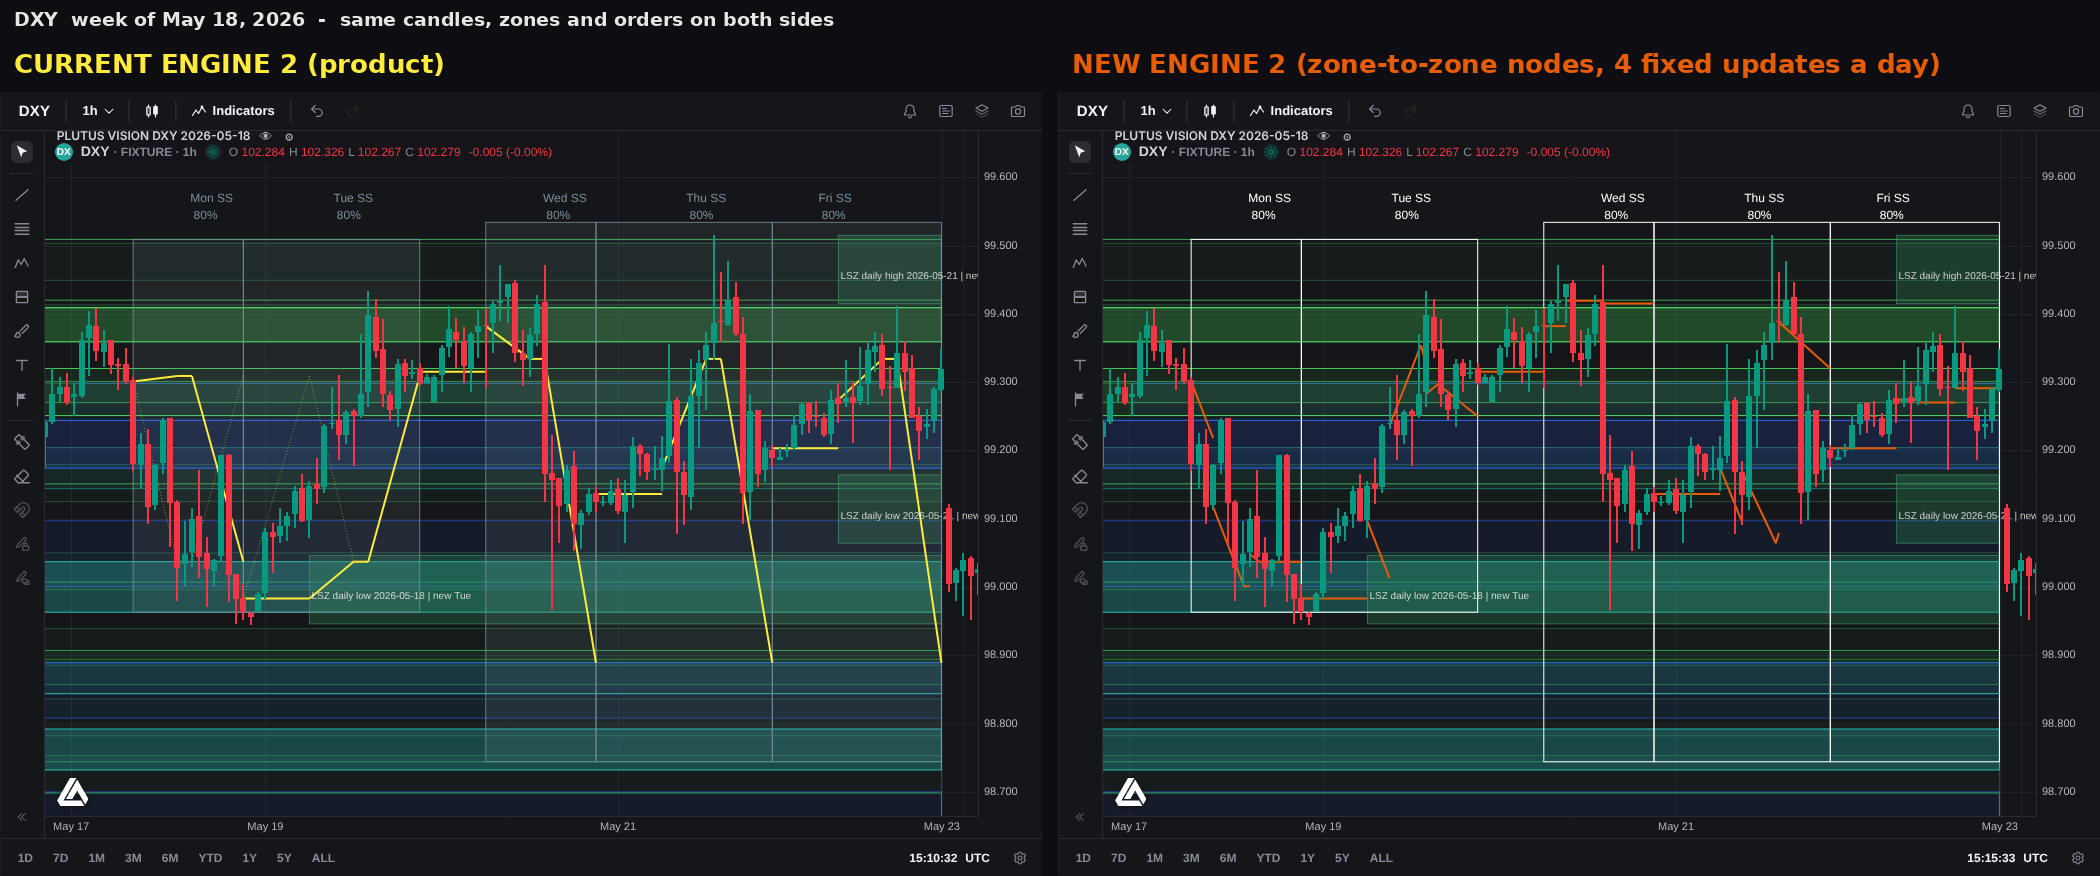 DXY  week of May 18, 2026  -  same candles, zones and orders on both sides
CURRENT ENGINE 2 (product)
DXY 1h Indicators
PLUTUS VISION DXY 2026-05-18
DX DXY · FIXTURE · 1h O 102.284 H 102.326 L 102.267 C 102.279 -0.005 (-0.00%)
Mon SS
80%
Tue SS
80%
Wed SS
80%
Thu SS
80%
Fri SS
80%
LSZ daily high 2026-05-21 | new
LSZ daily low 2026-05-21 | new
LSZ daily low 2026-05-18 | new Tue
99.600
99.500
99.400
99.300
99.200
99.100
99.000
98.900
98.800
98.700
May 17 May 19 May 21 May 23
1D 7D 1M 3M 6M YTD 1Y 5Y ALL 15:10:32 UTC
NEW ENGINE 2 (zone-to-zone nodes, 4 fixed updates a day)
DXY 1h Indicators
PLUTUS VISION DXY 2026-05-18
DX DXY · FIXTURE · 1h O 102.284 H 102.326 L 102.267 C 102.279 -0.005 (-0.00%)
Mon SS
80%
Tue SS
80%
Wed SS
80%
Thu SS
80%
Fri SS
80%
LSZ daily high 2026-05-21 | new
LSZ daily low 2026-05-21 | new
LSZ daily low 2026-05-18 | new Tue
99.600
99.500
99.400
99.300
99.200
99.100
99.000
98.900
98.800
98.700
May 17 May 19 May 21 May 23
1D 7D 1M 3M 6M YTD 1Y 5Y ALL 15:15:33 UTC